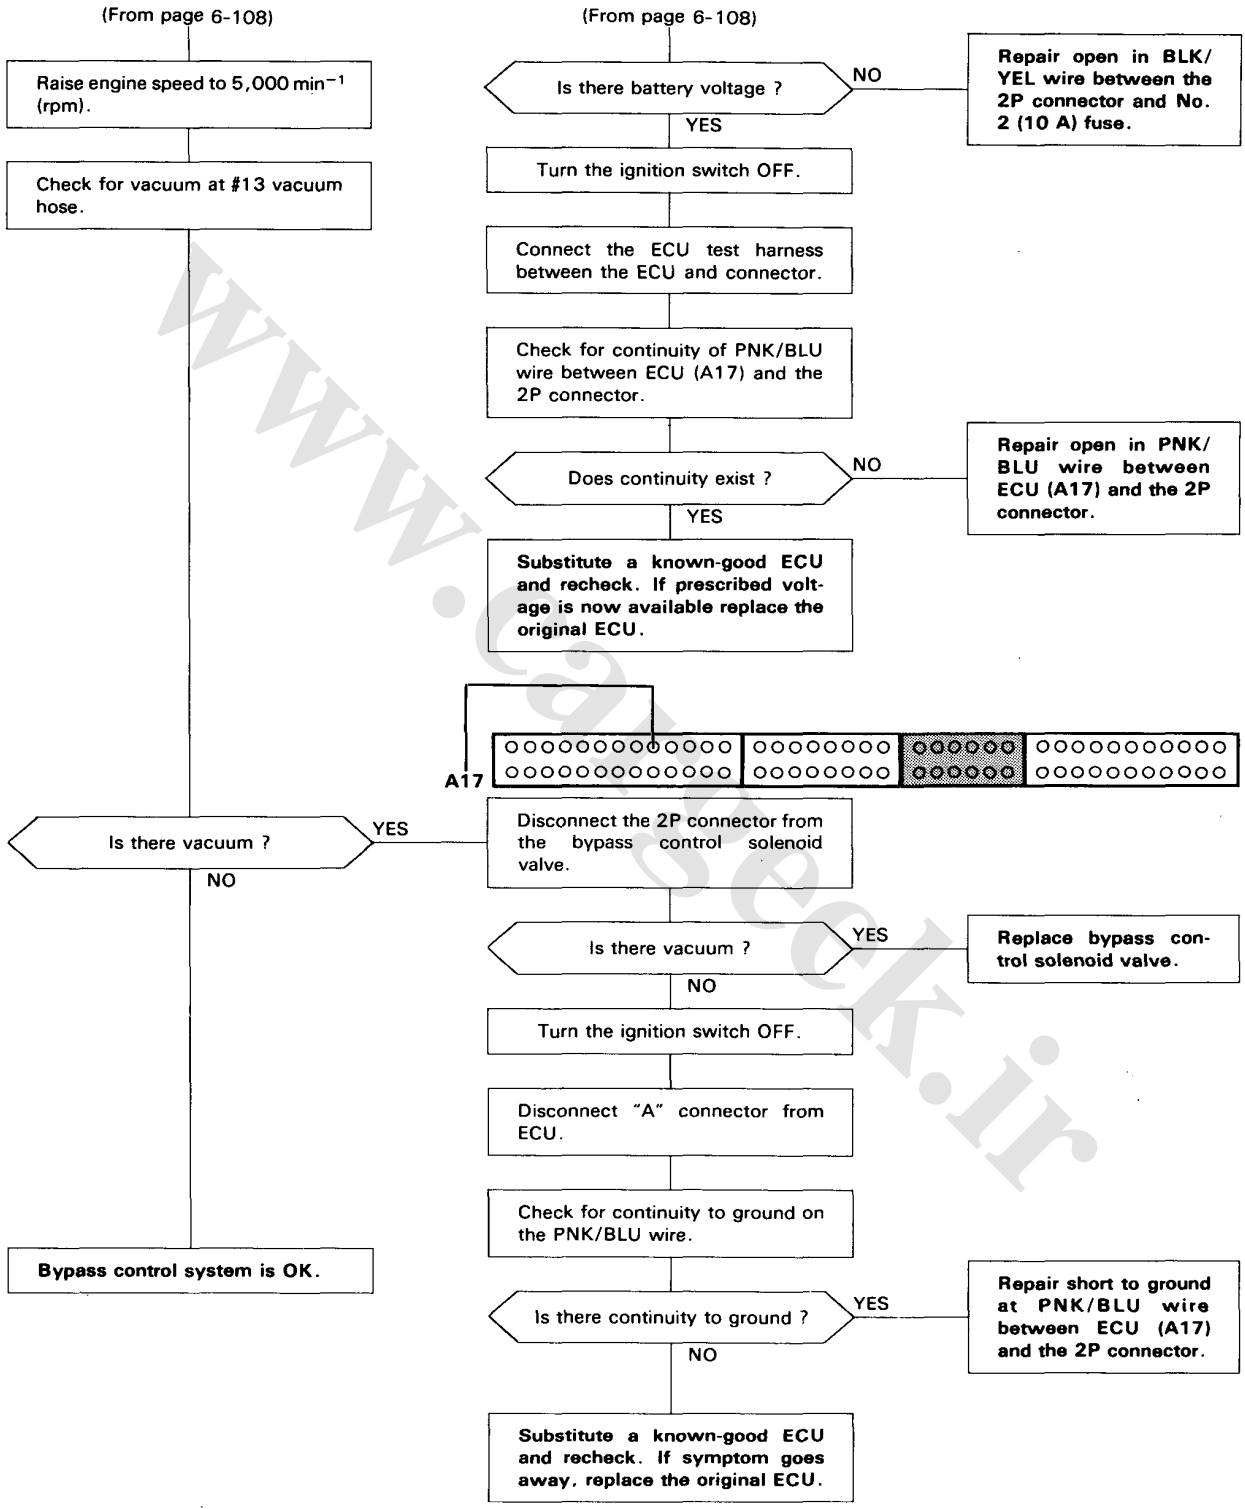 (From page 6-108)
Raise engine speed to 5,000 min⁻¹
(rpm).
Check for vacuum at #13 vacuum
hose.
(From page 6-108)
Is there battery voltage ?
NO
Repair open in BLK/
YEL wire between the
2P connector and No.
2 (10 A) fuse.
YES
Turn the ignition switch OFF.
Connect the ECU test harness
between the ECU and connector.
Check for continuity of PNK/BLU
wire between ECU (A17) and the
2P connector.
Does continuity exist ?
NO
Repair open in PNK/
BLU wire between
ECU (A17) and the 2P
connector.
YES
Substitute a known-good ECU
and recheck. If prescribed volt-
age is now available replace the
original ECU.
A17
Is there vacuum ?
YES
NO
Disconnect the 2P connector from
the bypass control solenoid
valve.
Is there vacuum ?
YES
Replace bypass con-
trol solenoid valve.
NO
Turn the ignition switch OFF.
Disconnect "A" connector from
ECU.
Check for continuity to ground on
the PNK/BLU wire.
Bypass control system is OK.
Is there continuity to ground ?
YES
Repair short to ground
at PNK/BLU wire
between ECU (A17)
and the 2P connector.
NO
Substitute a known-good ECU
and recheck. If symptom goes
away, replace the original ECU.
www.cargeek.ir